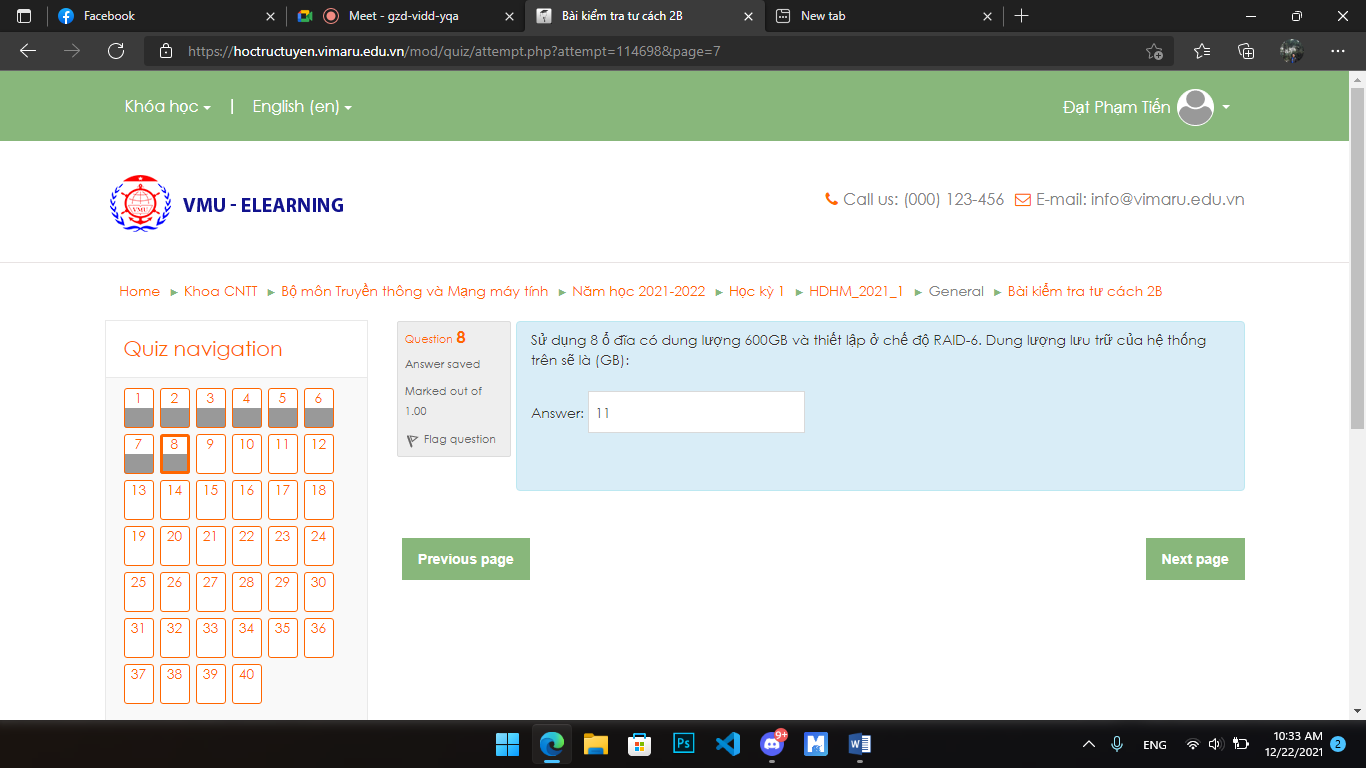 Facebook
Meet - gzd-vidd-yqa
Bài kiểm tra tư cách 2B
New tab
https://hoctructuyen.vimaru.edu.vn/mod/quiz/attempt.php?attempt=114698&page=7
Khóa học | English (en)
Đạt Phạm Tiến
VMU - ELEARNING
Call us: (000) 123-456 E-mail: info@vimaru.edu.vn
Home ► Khoa CNTT ► Bộ môn Truyền thông và Mạng máy tính ► Năm học 2021-2022 ► Học kỳ 1 ► HDHM_2021_1 ► General ► Bài kiểm tra tư cách 2B
Quiz navigation
1 2 3 4 5 6
7 8 9 10 11 12
13 14 15 16 17 18
19 20 21 22 23 24
25 26 27 28 29 30
31 32 33 34 35 36
37 38 39 40
Question 8
Answer saved
Marked out of
1.00
Flag question
Sử dụng 8 ổ đĩa có dung lượng 600GB và thiết lập ở chế độ RAID-6. Dung lượng lưu trữ của hệ thống
trên sẽ là (GB):
Answer: 11
Previous page
Next page
Ps
9+
ENG
10:33 AM
12/22/2021
2